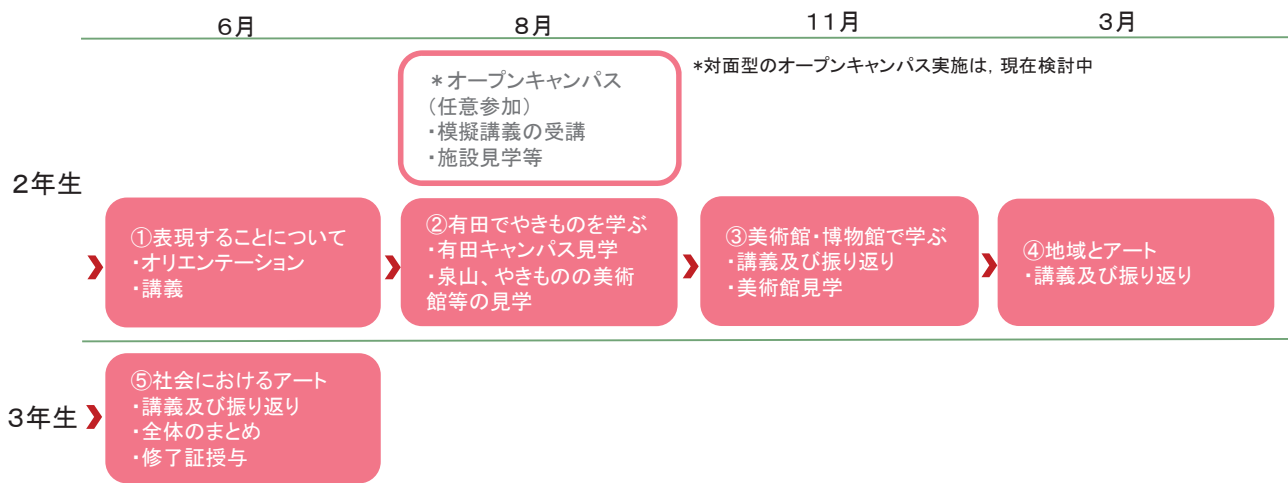 6月
8月
11月
3月
＊オープンキャンパス
（任意参加）
・模擬講義の受講
・施設見学等
*対面型のオープンキャンパス実施は，現在検討中
2年生
①表現することについて
・オリエンテーション
・講義
②有田でやきものを学ぶ
・有田キャンパス見学
・泉山、やきものの美術
館等の見学
③美術館・博物館で学ぶ
・講義及び振り返り
・美術館見学
④地域とアート
・講義及び振り返り
3年生
⑤社会におけるアート
・講義及び振り返り
・全体のまとめ
・修了証授与